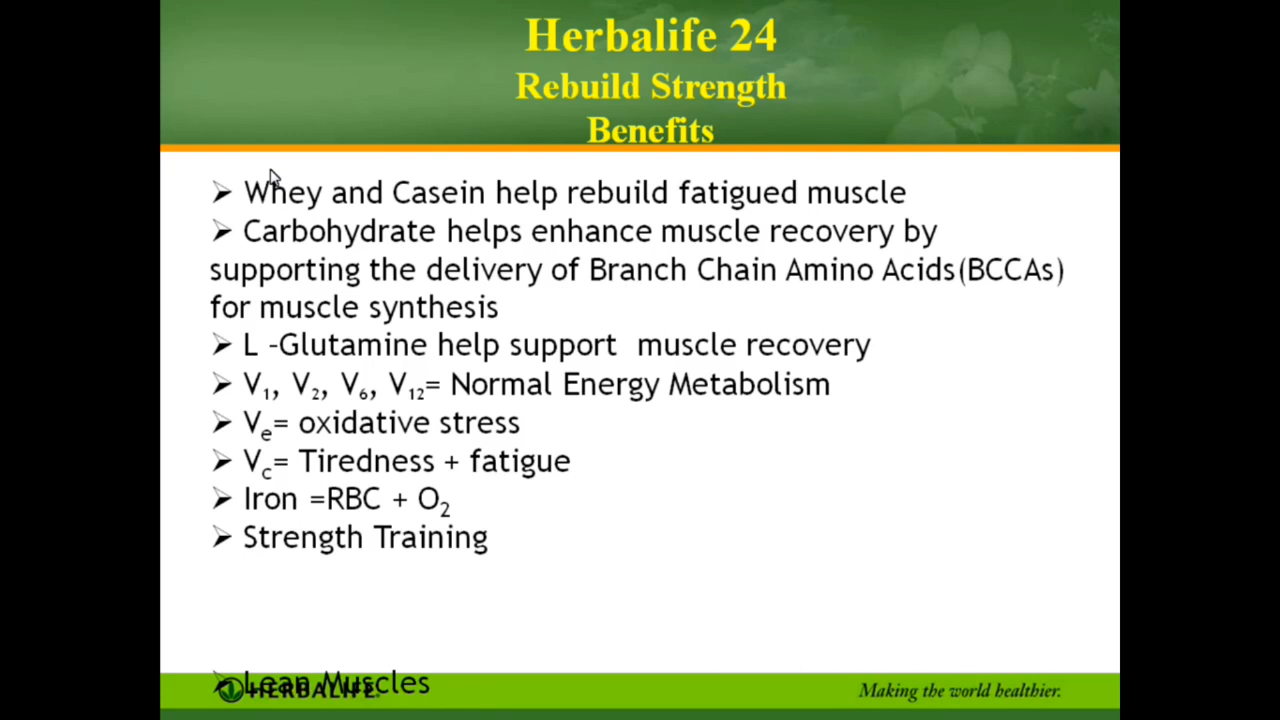 Herbalife 24
Rebuild Strength
Benefits
➢ Whey and Casein help rebuild fatigued muscle
➢ Carbohydrate helps enhance muscle recovery by
supporting the delivery of Branch Chain Amino Acids(BCCAs)
for muscle synthesis
➢ L -Glutamine help support  muscle recovery
➢ V₁, V₂, V₆, V₁₂= Normal Energy Metabolism
➢ Vₑ= oxidative stress
➢ V꜀= Tiredness + fatigue
➢ Iron =RBC + O₂
➢ Strength Training
➢ Lean Muscles
HERBALIFE.
Making the world healthier.